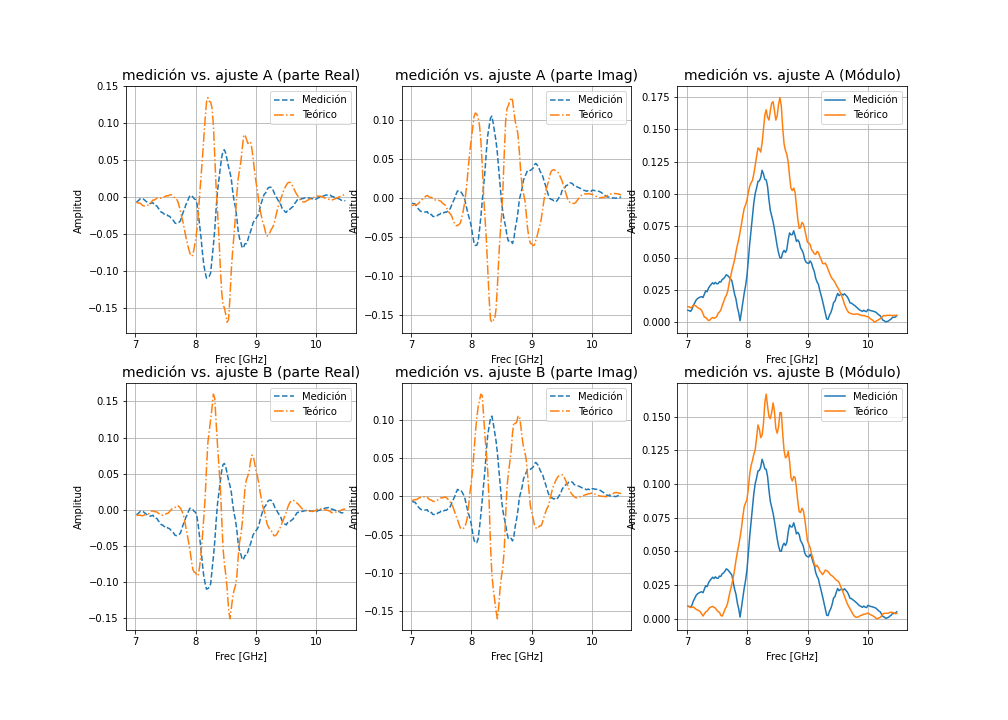 medición vs. ajuste A (parte Real)
medición vs. ajuste A (parte Imag)
medición vs. ajuste A (Módulo)
Medición
Teórico
Medición
Teórico
Medición
Teórico
Amplitud
Amplitud
Amplitud
0.15
0.10
0.05
0.00
−0.05
−0.10
−0.15
0.10
0.05
0.00
−0.05
−0.10
−0.15
0.175
0.150
0.125
0.100
0.075
0.050
0.025
0.000
7 8 9 10
7 8 9 10
7 8 9 10
Frec [GHz]
Frec [GHz]
Frec [GHz]
medición vs. ajuste B (parte Real)
medición vs. ajuste B (parte Imag)
medición vs. ajuste B (Módulo)
Medición
Teórico
Medición
Teórico
Medición
Teórico
Amplitud
Amplitud
Amplitud
0.15
0.10
0.05
0.00
−0.05
−0.10
−0.15
0.10
0.05
0.00
−0.05
−0.10
−0.15
0.150
0.125
0.100
0.075
0.050
0.025
0.000
7 8 9 10
7 8 9 10
7 8 9 10
Frec [GHz]
Frec [GHz]
Frec [GHz]